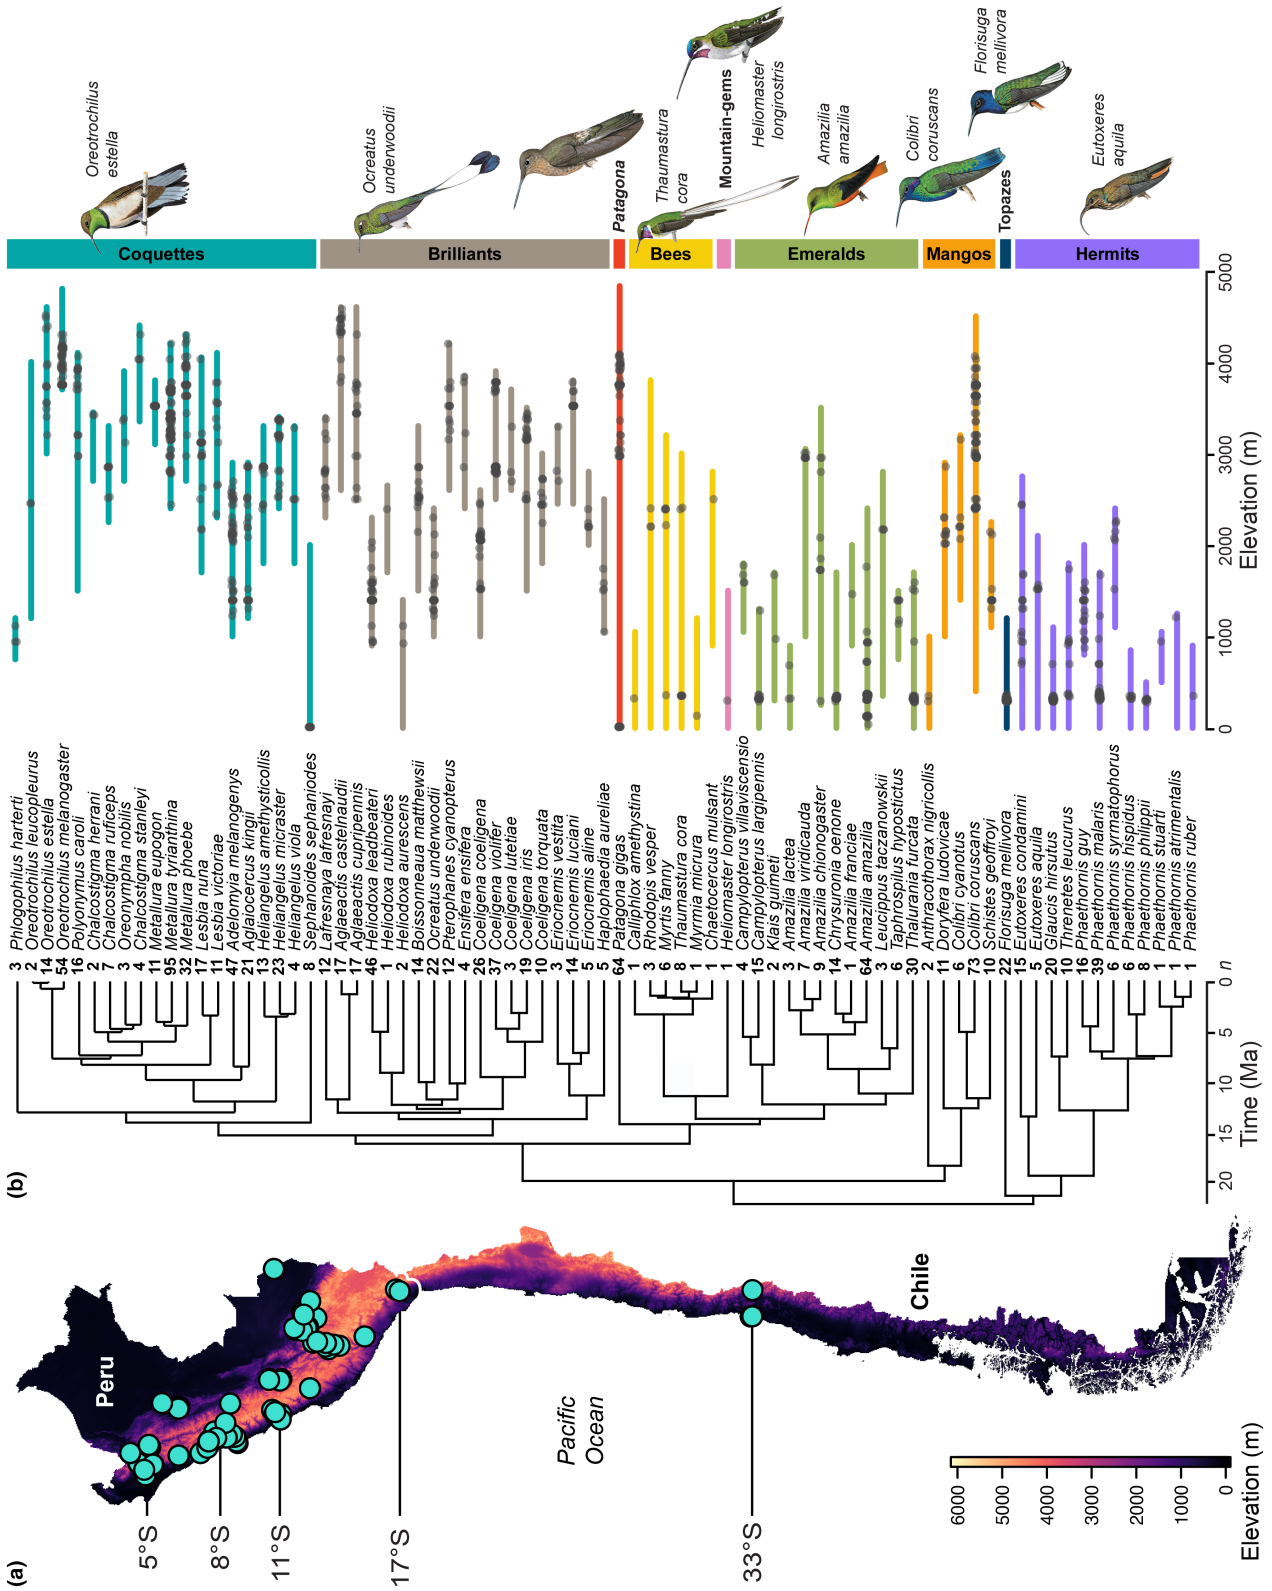 (a)
Peru
Chile
Pacific
Ocean
5°S
8°S
11°S
17°S
33°S
6000
5000
4000
3000
2000
1000
0
Elevation (m)
(b)
Time (Ma)
20
15
10
5
0
n
3 Phlogophilus harterti
2 Oreotrochilus leucopleurus
14 Oreotrochilus estella
54 Oreotrochilus melanogaster
16 Polyonymus caroli
2 Chalcostigma herrani
7 Chalcostigma ruficeps
3 Oreonympha nobilis
4 Chalcostigma stanleyi
11 Metallura eupogon
95 Metallura tyrianthina
32 Metallura phoebe
17 Lesbia nuna
11 Lesbia victoriae
47 Adelomyia melanogenys
21 Aglaiocercus kingii
13 Heliangelus amethysticollis
23 Heliangelus micraster
4 Heliangelus viola
8 Sephanoides sephaniodes
12 Lafresnaya lafresnayi
17 Aglaeactis castelnaudii
12 Aglaeactis cupripennis
46 Heliodoxa leadbeateri
1 Heliodoxa rubinoides
2 Heliodoxa aurescens
14 Boissonneaua matthewsii
22 Ocreatus underwoodii
12 Pterophanes cyanopterus
4 Ensifera ensifera
26 Coeligena coeligena
37 Coeligena violifer
3 Coeligena lutetiae
19 Coeligena iris
10 Coeligena torquata
3 Eriocnemis vestita
14 Eriocnemis luciani
5 Eriocnemis aline
5 Haplophaedia aureliae
64 Patagona gigas
1 Calliphlox amethystina
3 Rhodopis vesper
6 Myrtis fanny
8 Thaumastura cora
1 Myrmia micrura
1 Chaetocercus mulsant
1 Heliomaster longirostris
4 Campylopterus villaviscensio
15 Campylopterus largipennis
2 Klais guimeti
3 Amazilia lactea
7 Amazilia viridicauda
9 Amazilia chionogaster
14 Chrysuronia oenone
1 Amazilia franciae
64 Amazilia amazilia
3 Leucippus taczanowskii
6 Taphrospilus hypostictus
30 Thalurania furcata
2 Anthracothorax nigricollis
11 Doryfera ludovicae
6 Colibri cyanotus
73 Colibri coruscans
10 Schistes geoffroyi
22 Florisuga mellivora
15 Eutoxeres condamini
5 Eutoxeres aquila
20 Glaucis hirsutus
10 Threnetes leucurus
16 Phaethornis guy
39 Phaethornis malaris
6 Phaethornis syrmatophorus
6 Phaethornis hispidus
8 Phaethornis philippii
1 Phaethornis stuarti
1 Phaethornis atrimentalis
1 Phaethornis ruber
0
1000
2000
3000
4000
5000
Elevation (m)
Coquettes
Brilliants
Patagona
Bees
Mountain-gems
Emeralds
Mangos
Topazes
Hermits
Oreotrochilus
estella
Ocreatus
underwoodii
Thaumastura
cora
Heliomaster
longirostris
Amazilia
amazilia
Colibri
coruscans
Florisuga
mellivora
Eutoxeres
aquila